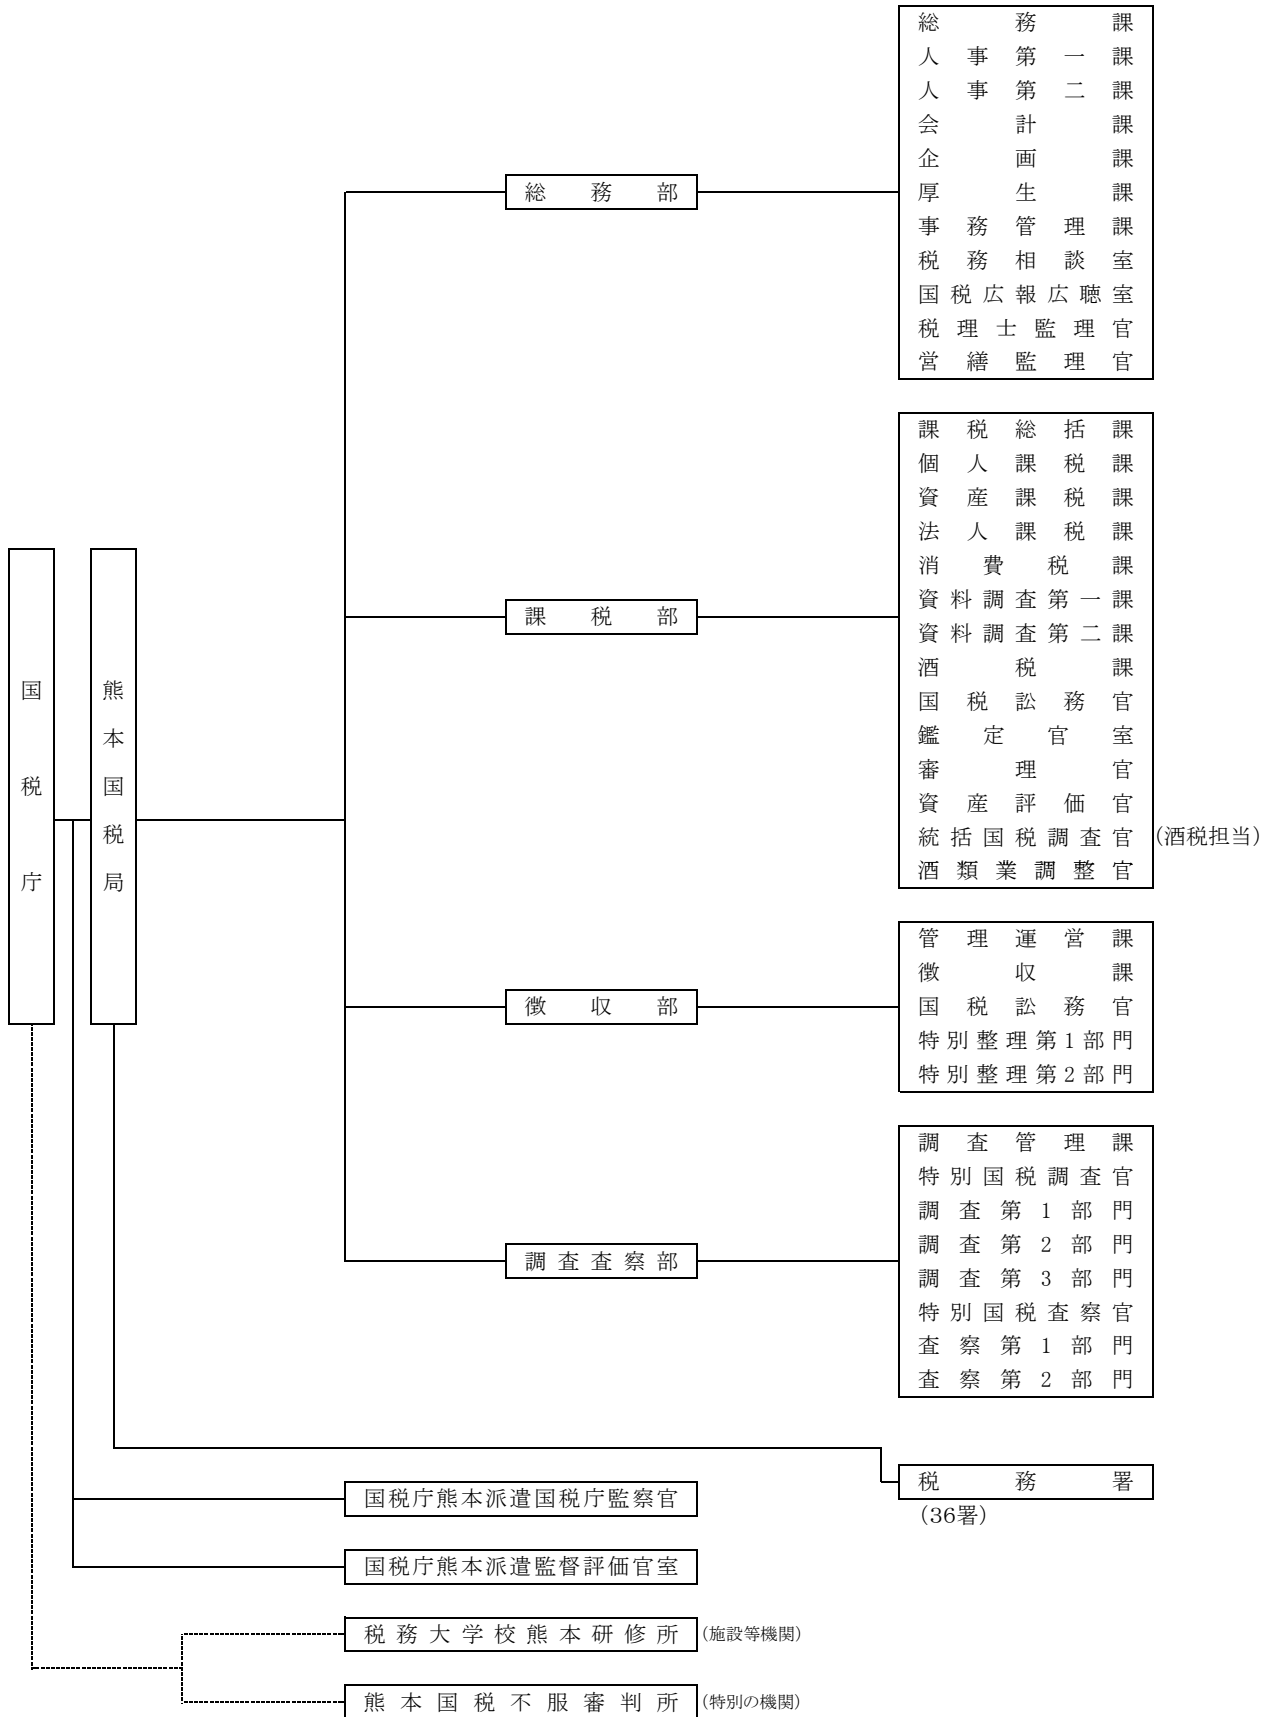 国税庁
熊本国税局
総務部
総務課
人事第一課
人事第二課
会計課
企画課
厚生課
事務管理課
税務相談室
国税広報広聴室
税理士監理官
営繕監理官
課税部
課税総括課
個人課税課
資産課税課
法人課税課
消費税課
資料調査第一課
資料調査第二課
酒税課
国税訟務官
鑑定官室
審理官
資産評価官
統括国税調査官(酒税担当)
酒類業調整官
徴収部
管理運営課
徴収課
国税訟務官
特別整理第1部門
特別整理第2部門
調査査察部
調査管理課
特別国税調査官
調査第1部門
調査第2部門
調査第3部門
特別国税査察官
査察第1部門
査察第2部門
税務署
(36署)
国税庁熊本派遣国税庁監察官
国税庁熊本派遣監督評価官室
税務大学校熊本研修所(施設等機関)
熊本国税不服審判所(特別の機関)